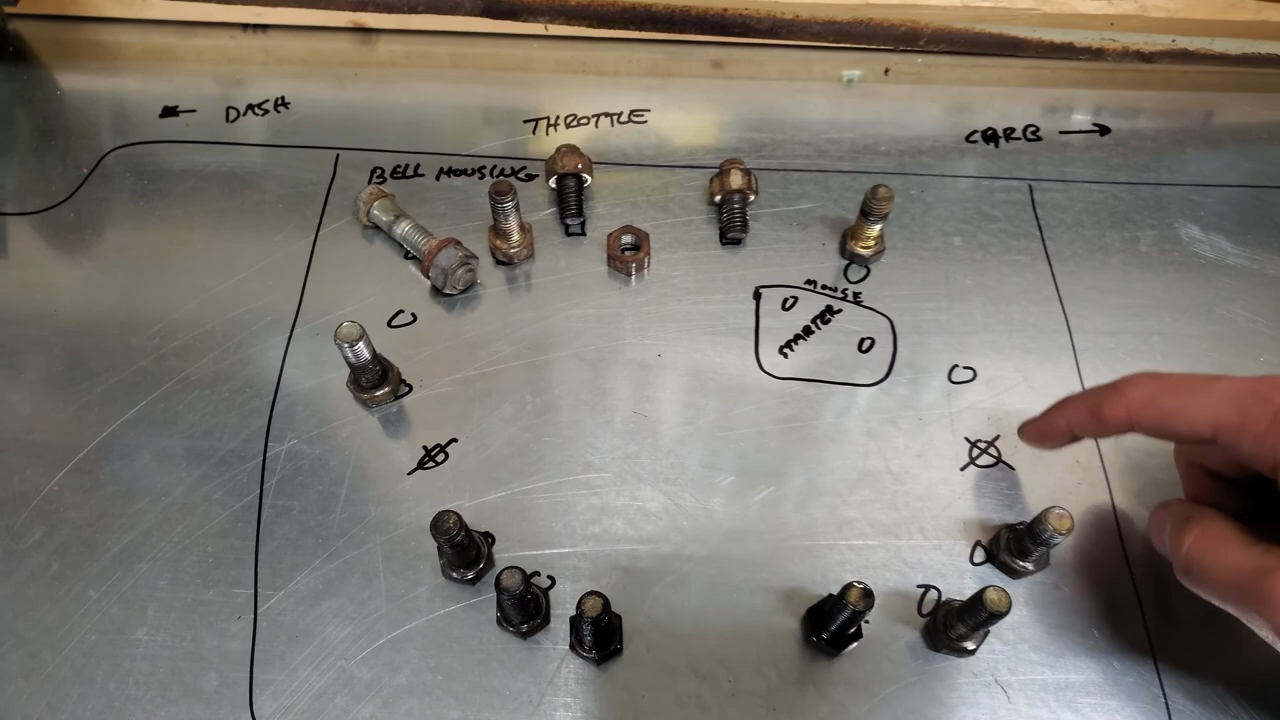 ← DASH
THROTTLE
CARB →
BELL HOUSING
MOUSE
STARTER